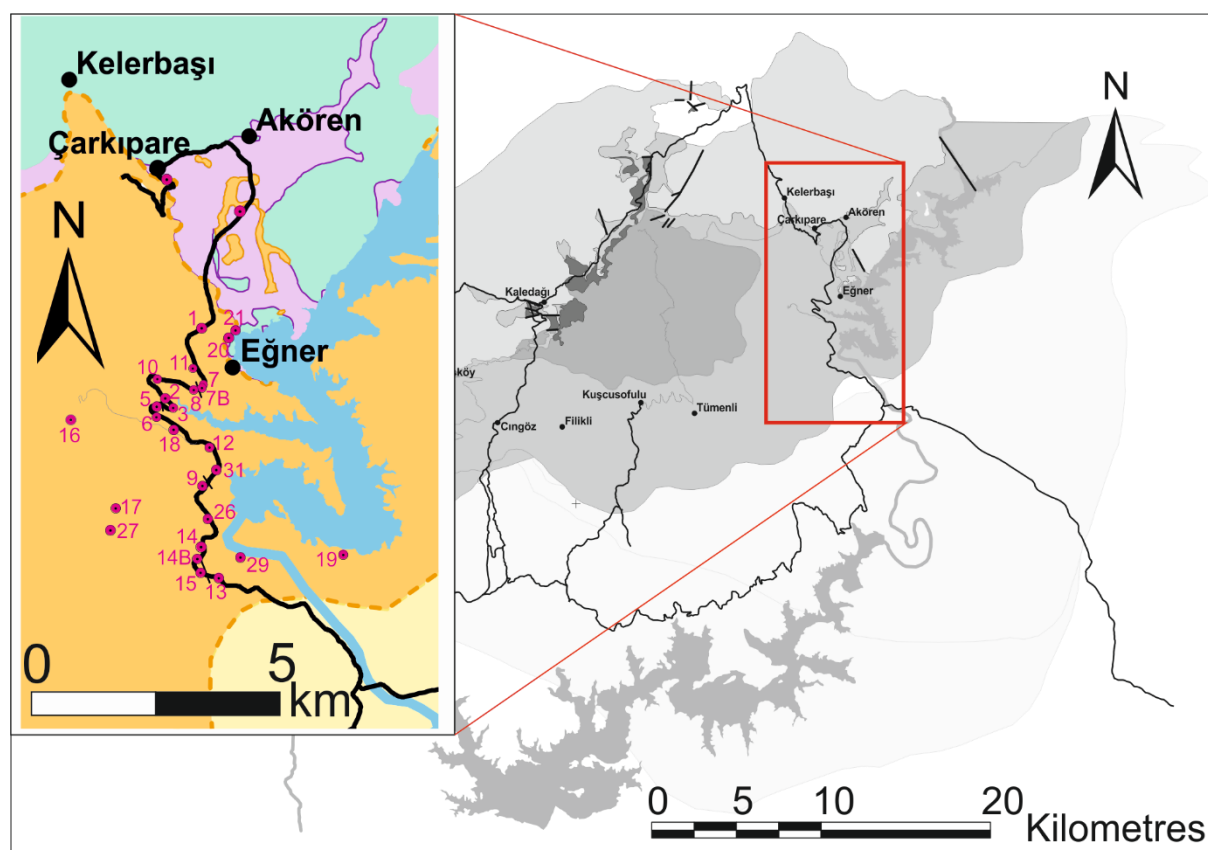 Kelerbaşı
Akören
Çarkıpare
N
1
21
20
Eğner
11
10
7
7B
8
2
5
3
6
16
18
12
31
9
17
26
27
14
14B
29
19
15
13
0
5
km
N
Kelerbaşı
Akören
Çarkıpare
Eğner
Kaledağı
aköy
Kuşcusofulu
Tümenli
Cıngöz
Filikli
0
5
10
20
Kilometres